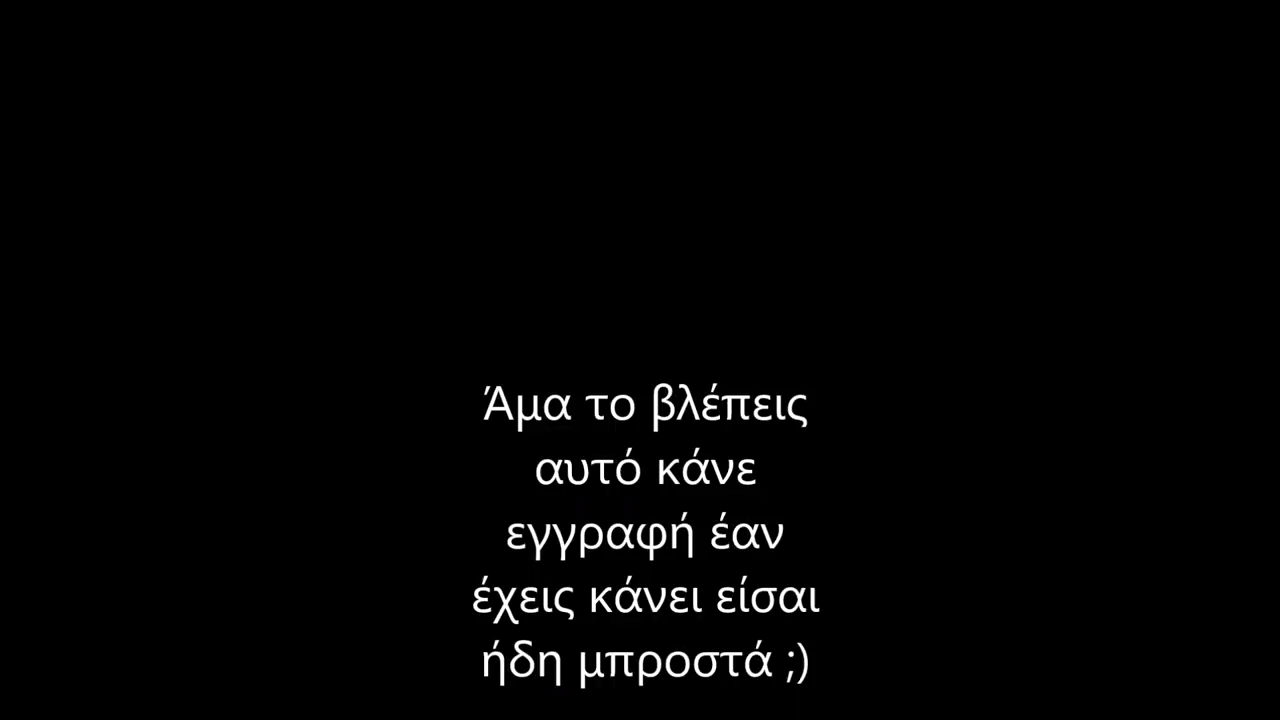 Άμα το βλέπεις
αυτό κάνε
εγγραφή έαν
έχεις κάνει είσαι
ήδη μπροστά ;)